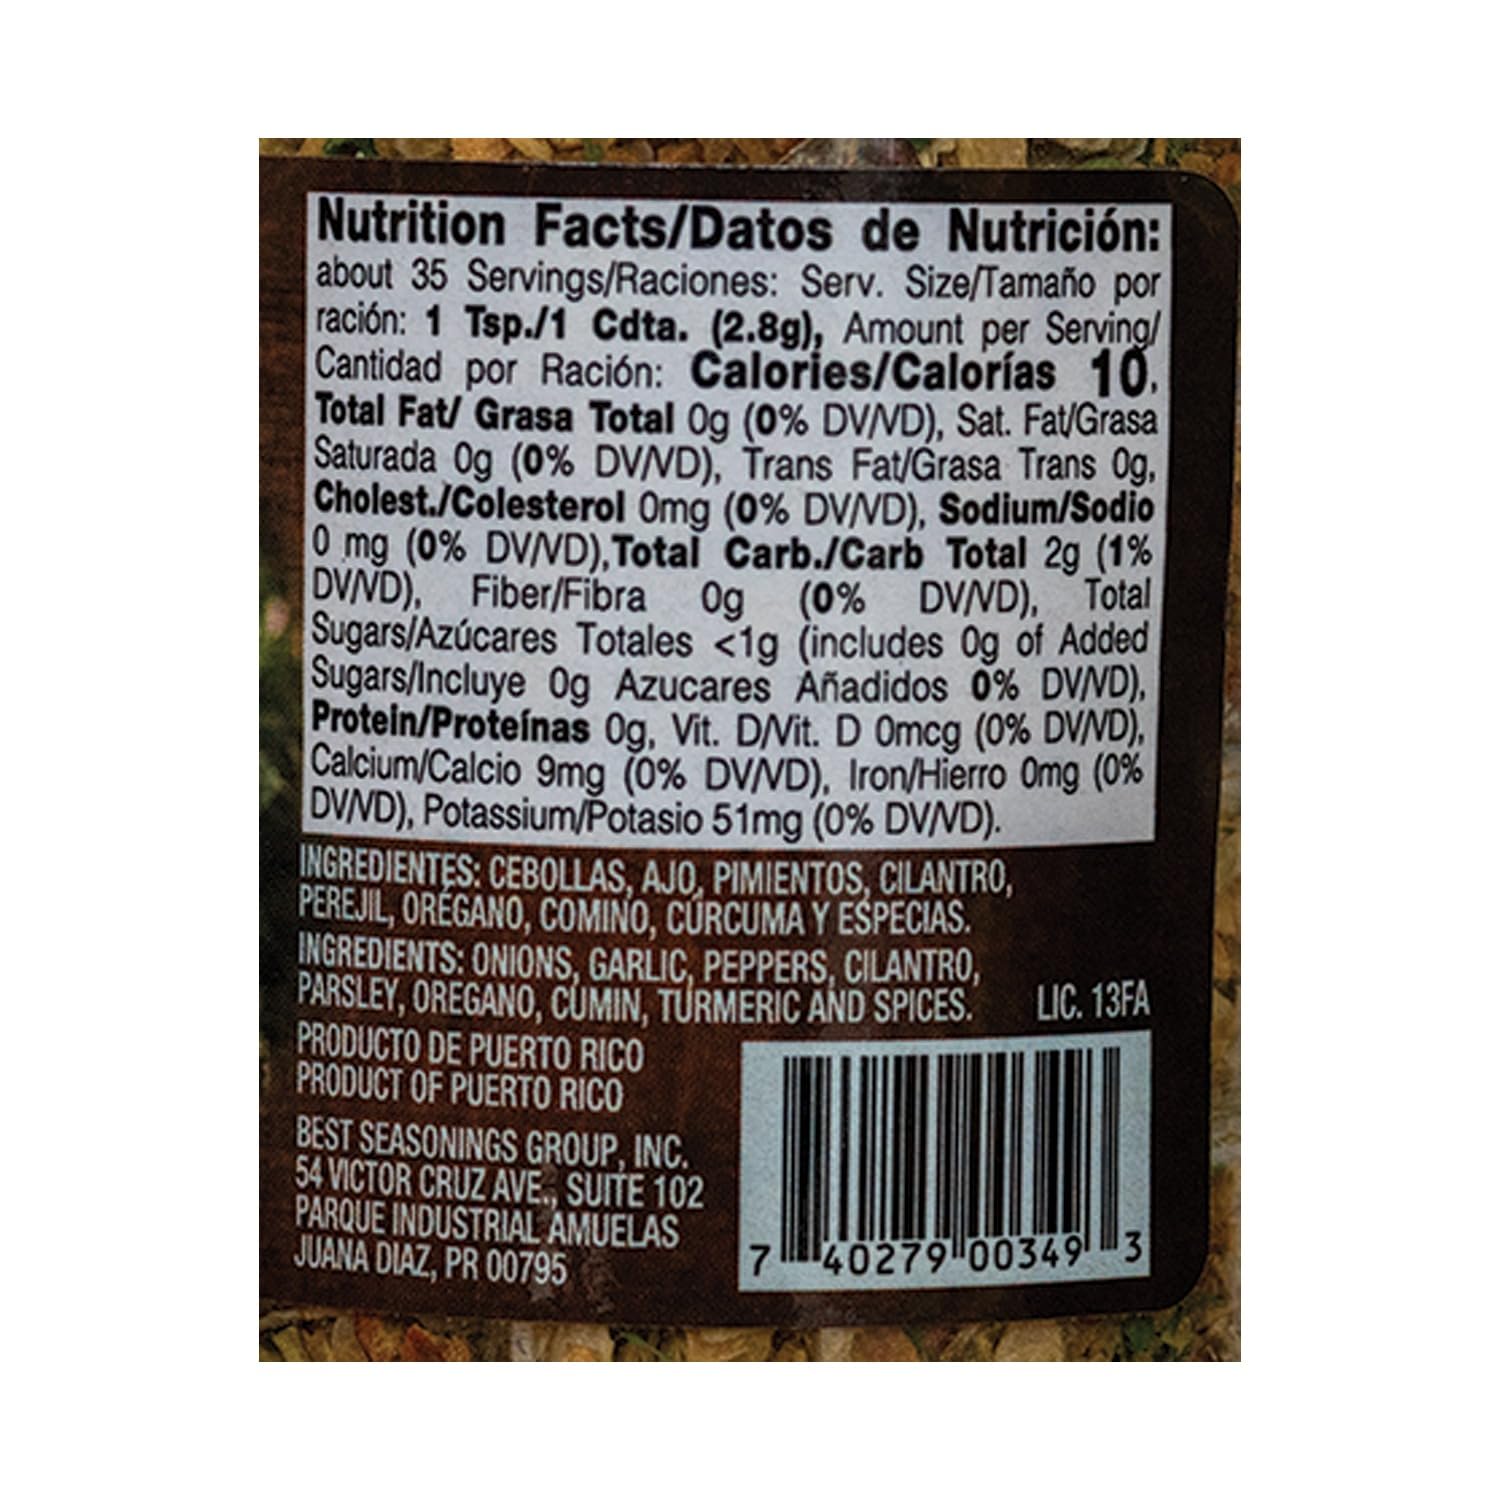 Nutrition Facts/Datos de Nutrición:
about 35 Servings/Raciones: Serv. Size/Tamaño por
ración: 1 Tsp./1 Cdta. (2.8g), Amount per Serving/
Cantidad por Ración: Calories/Calorías 10,
Total Fat/ Grasa Total 0g (0% DV/VD), Sat. Fat/Grasa
Saturada 0g (0% DV/VD), Trans Fat/Grasa Trans 0g,
Cholest./Colesterol 0mg (0% DV/VD), Sodium/Sodio
0 mg (0% DV/VD),Total Carb./Carb Total 2g (1%
DV/VD), Fiber/Fibra 0g (0% DV/VD), Total
Sugars/Azúcares Totales <1g (includes 0g of Added
Sugars/Incluye 0g Azucares Añadidos 0% DV/VD),
Protein/Proteínas 0g, Vit. D/Vit. D 0mcg (0% DV/VD),
Calcium/Calcio 9mg (0% DV/VD), Iron/Hierro 0mg (0%
DV/VD), Potassium/Potasio 51mg (0% DV/VD).
INGREDIENTES: CEBOLLAS, AJO, PIMIENTOS, CILANTRO,
PEREJIL, ORÉGANO, COMINO, CÚRCUMA Y ESPECIAS.
INGREDIENTS: ONIONS, GARLIC, PEPPERS, CILANTRO,
PARSLEY, OREGANO, CUMIN, TURMERIC AND SPICES.
LIC. 13FA
PRODUCTO DE PUERTO RICO
PRODUCT OF PUERTO RICO
BEST SEASONINGS GROUP, INC.
54 VICTOR CRUZ AVE., SUITE 102
PARQUE INDUSTRIAL AMUELAS
JUANA DIAZ, PR 00795
7 40279 00349 3